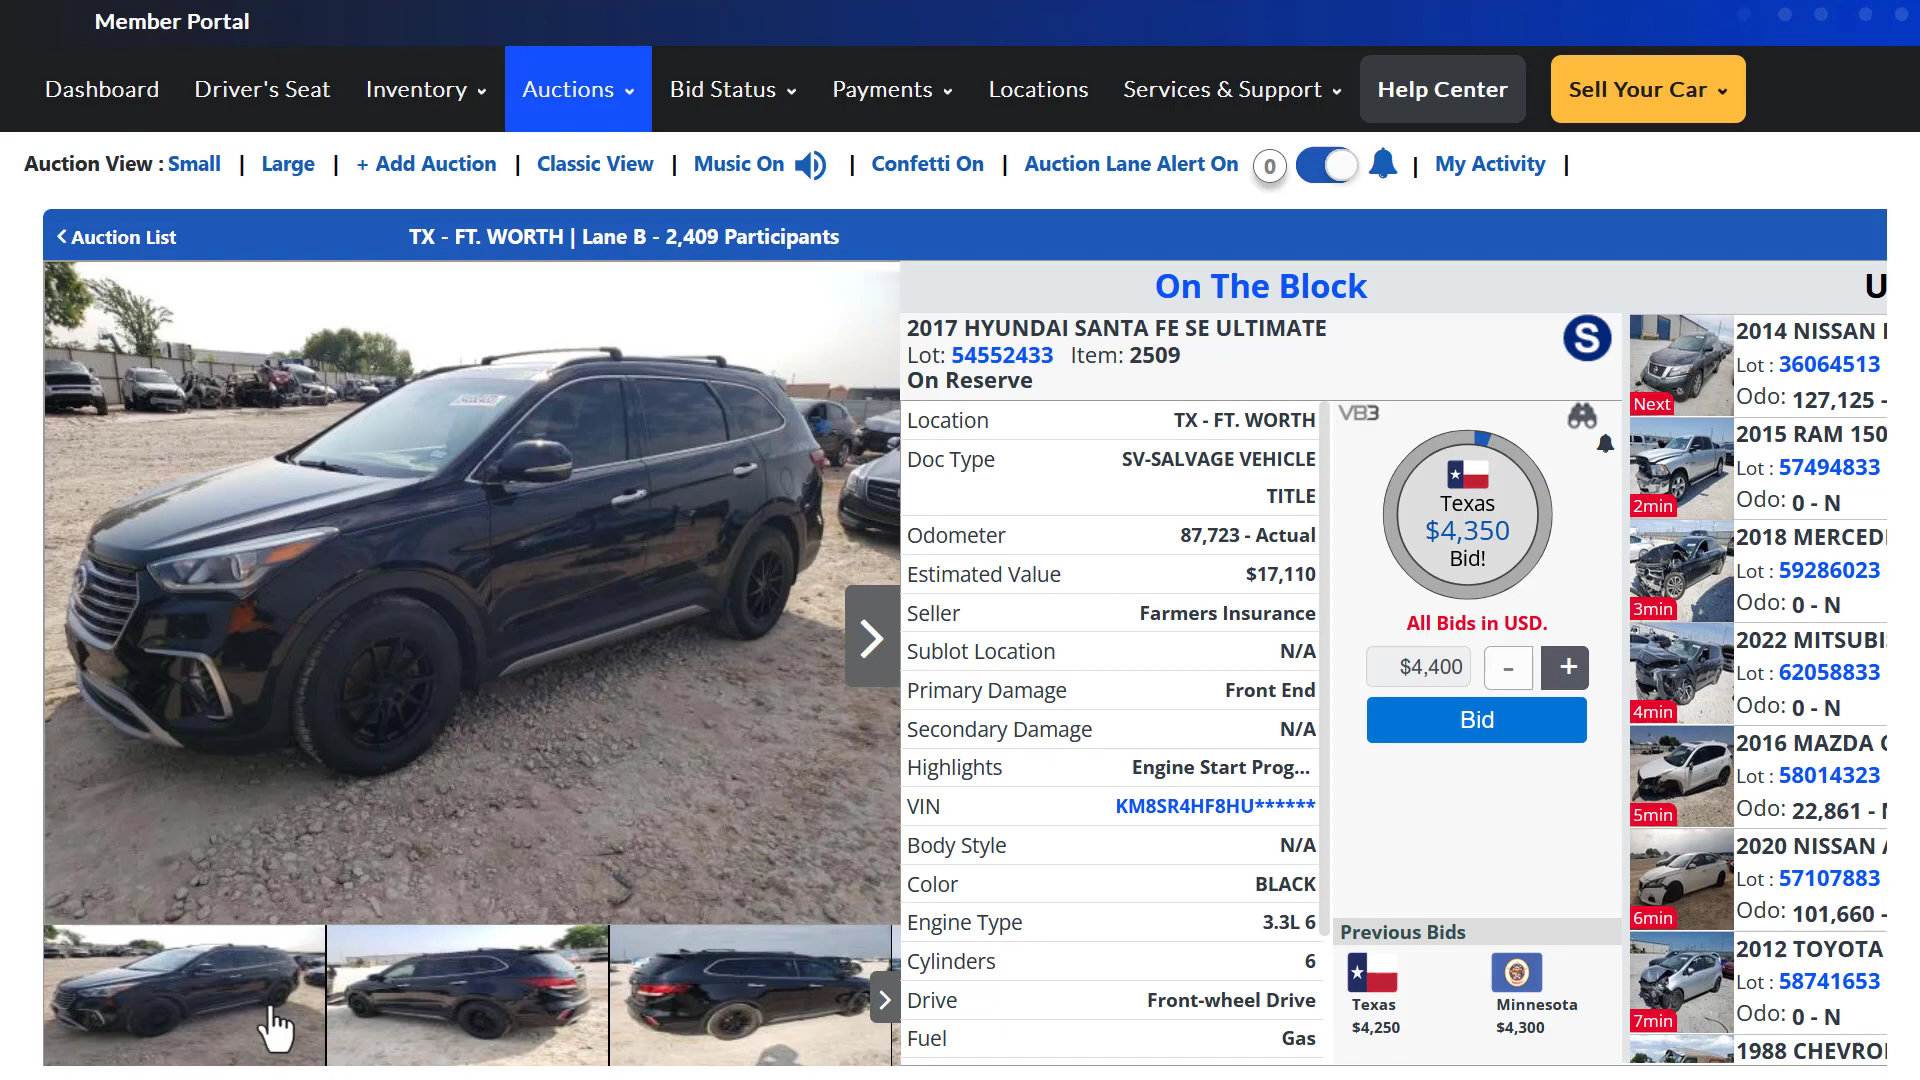 Member Portal
Dashboard Driver's Seat Inventory Auctions Bid Status Payments Locations Services & Support Help Center Sell Your Car
Auction View : Small | Large | + Add Auction | Classic View | Music On | Confetti On | Auction Lane Alert On 0 | My Activity |
Auction List TX - FT. WORTH | Lane B - 2,409 Participants
On The Block
2017 HYUNDAI SANTA FE SE ULTIMATE
Lot: 54552433 Item: 2509
On Reserve
S
Location TX - FT. WORTH
Doc Type SV-SALVAGE VEHICLE
TITLE
Odometer 87,723 - Actual
Estimated Value $17,110
Seller Farmers Insurance
Sublot Location N/A
Primary Damage Front End
Secondary Damage N/A
Highlights Engine Start Prog...
VIN KM8SR4HF8HU******
Body Style N/A
Color BLACK
Engine Type 3.3L 6
Cylinders 6
Drive Front-wheel Drive
Fuel Gas
VB3
Texas
$4,350
Bid!
All Bids in USD.
$4,400 - +
Bid
Previous Bids
Texas
$4,250
Minnesota
$4,300
U
2014 NISSAN
Lot : 36064513
Odo: 127,125 -
Next
2015 RAM 150
Lot : 57494833
Odo: 0 - N
2min
2018 MERCED
Lot : 59286023
Odo: 0 - N
3min
2022 MITSUBI
Lot : 62058833
Odo: 0 - N
4min
2016 MAZDA
Lot : 58014323
Odo: 22,861 -
5min
2020 NISSAN
Lot : 57107883
Odo: 101,660 -
6min
2012 TOYOTA
Lot : 58741653
Odo: 0 - N
7min
1988 CHEVRO